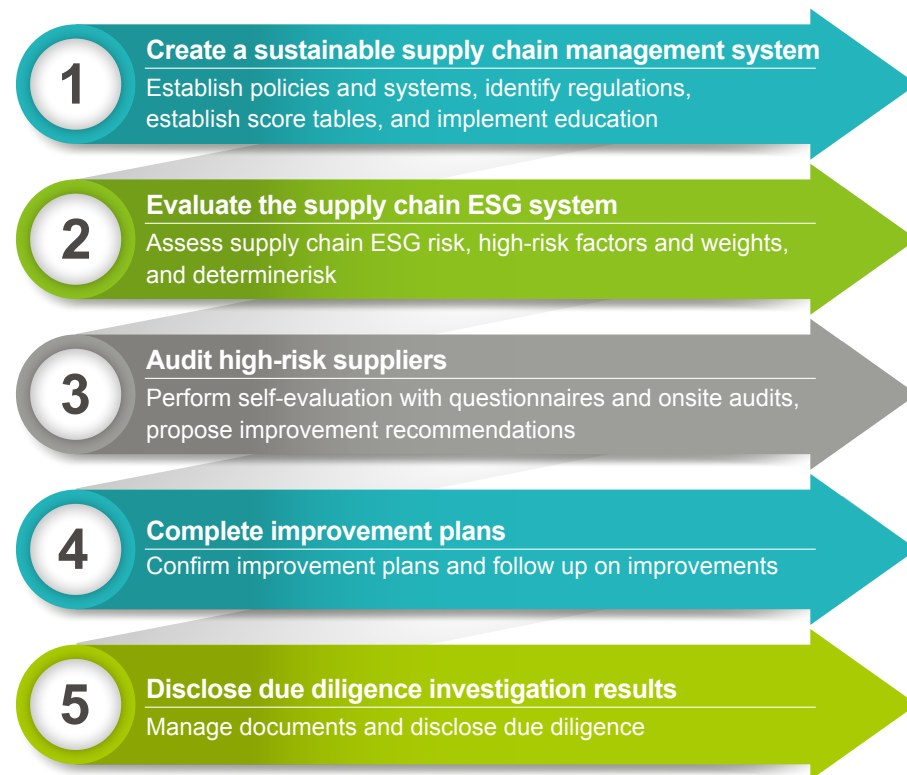 1
Create a sustainable supply chain management system
Establish policies and systems, identify regulations,
establish score tables, and implement education
2
Evaluate the supply chain ESG system
Assess supply chain ESG risk, high-risk factors and weights,
and determinerisk
3
Audit high-risk suppliers
Perform self-evaluation with questionnaires and onsite audits,
propose improvement recommendations
4
Complete improvement plans
Confirm improvement plans and follow up on improvements
5
Disclose due diligence investigation results
Manage documents and disclose due diligence